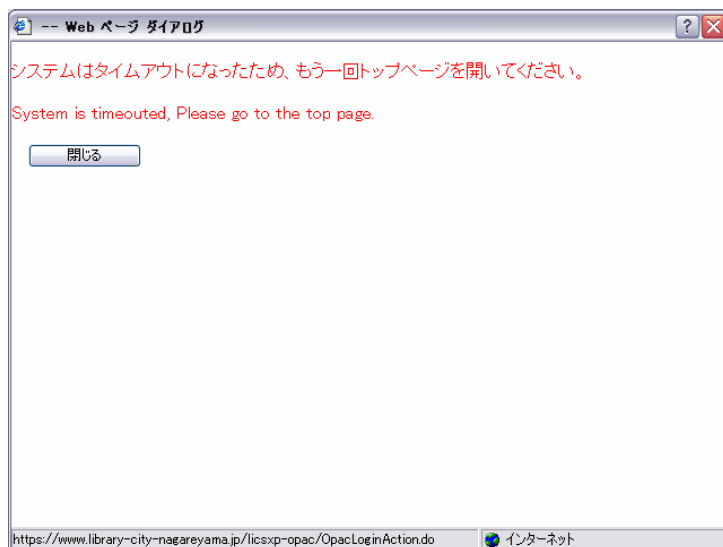 -- Web ページ ダイアログ
システムはタイムアウトになったため、もう一回トップページを開いてください。
System is timeouted, Please go to the top page.
閉じる
https://www.library-city-nagareyama.jp/licsxp-opac/OpacLoginAction.do インターネット